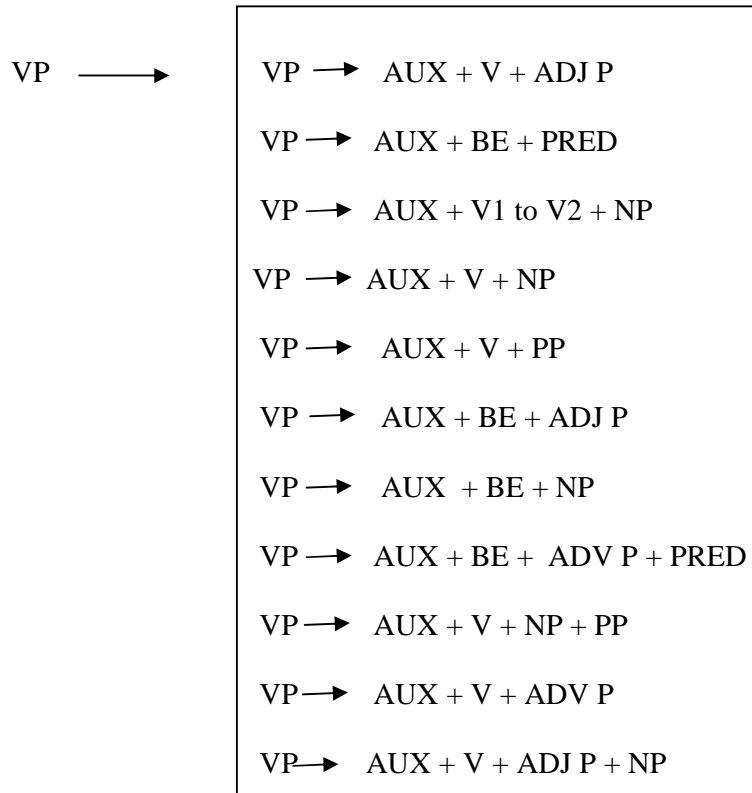 VP ⟶ VP ⟶ AUX + V + ADJ P
VP ⟶ AUX + BE + PRED
VP ⟶ AUX + V1 to V2 + NP
VP ⟶ AUX + V + NP
VP ⟶ AUX + V + PP
VP ⟶ AUX + BE + ADJ P
VP ⟶ AUX + BE + NP
VP ⟶ AUX + BE + ADV P + PRED
VP ⟶ AUX + V + NP + PP
VP ⟶ AUX + V + ADV P
VP ⟶ AUX + V + ADJ P + NP